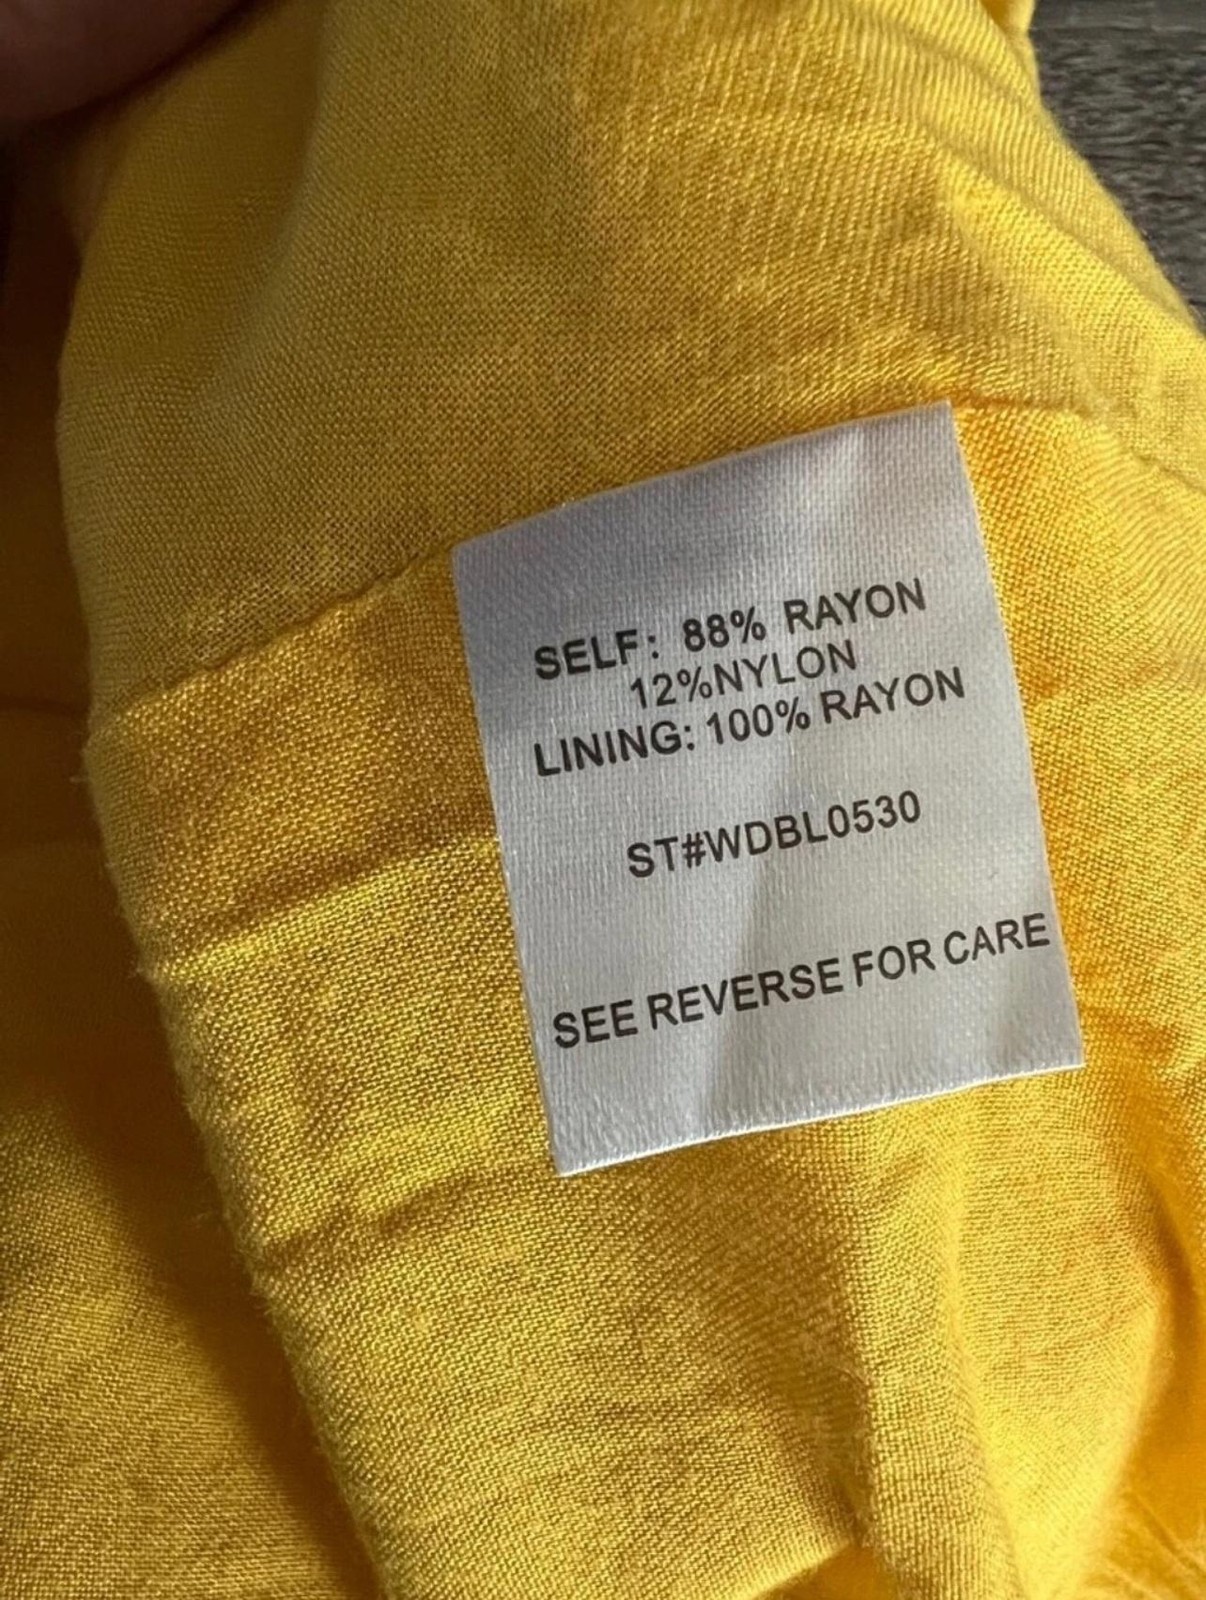 SELF: 88% RAYON
12%NYLON
LINING: 100% RAYON
ST#WDBL0530
SEE REVERSE FOR CARE